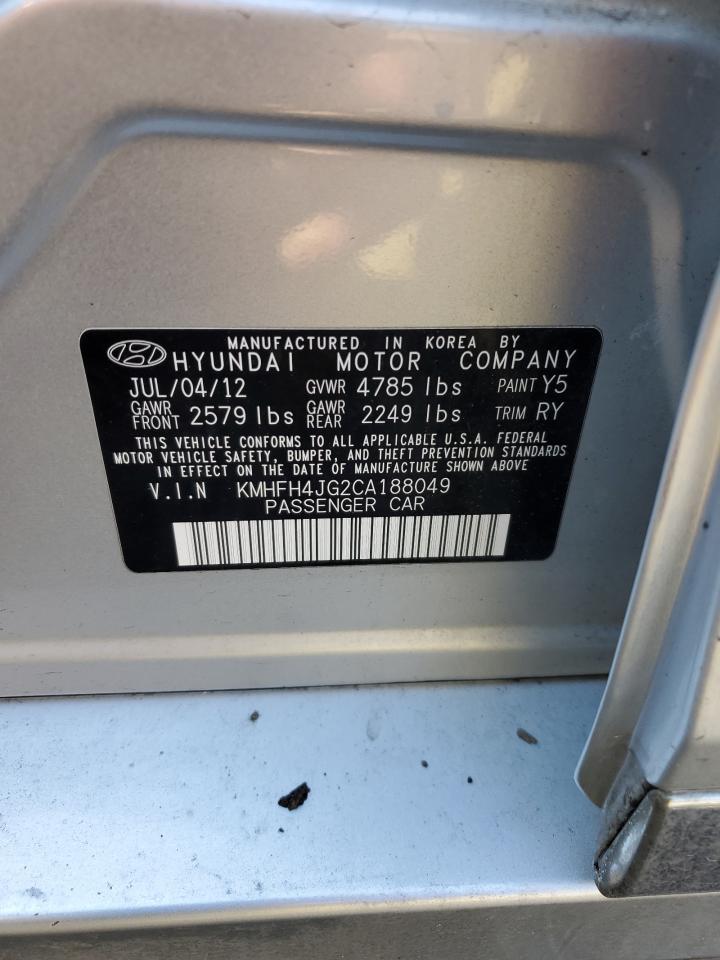 MANUFACTURED IN KOREA BY
HYUNDAI MOTOR COMPANY
JUL/04/12 GVWR 4785 lbs PAINT Y5
GAWR FRONT 2579 lbs GAWR REAR 2249 lbs TRIM RY
THIS VEHICLE CONFORMS TO ALL APPLICABLE U.S.A. FEDERAL
MOTOR VEHICLE SAFETY, BUMPER, AND THEFT PREVENTION STANDARDS
IN EFFECT ON THE DATE OF MANUFACTURE SHOWN ABOVE
V.I.N KMHFH4JG2CA188049
PASSENGER CAR